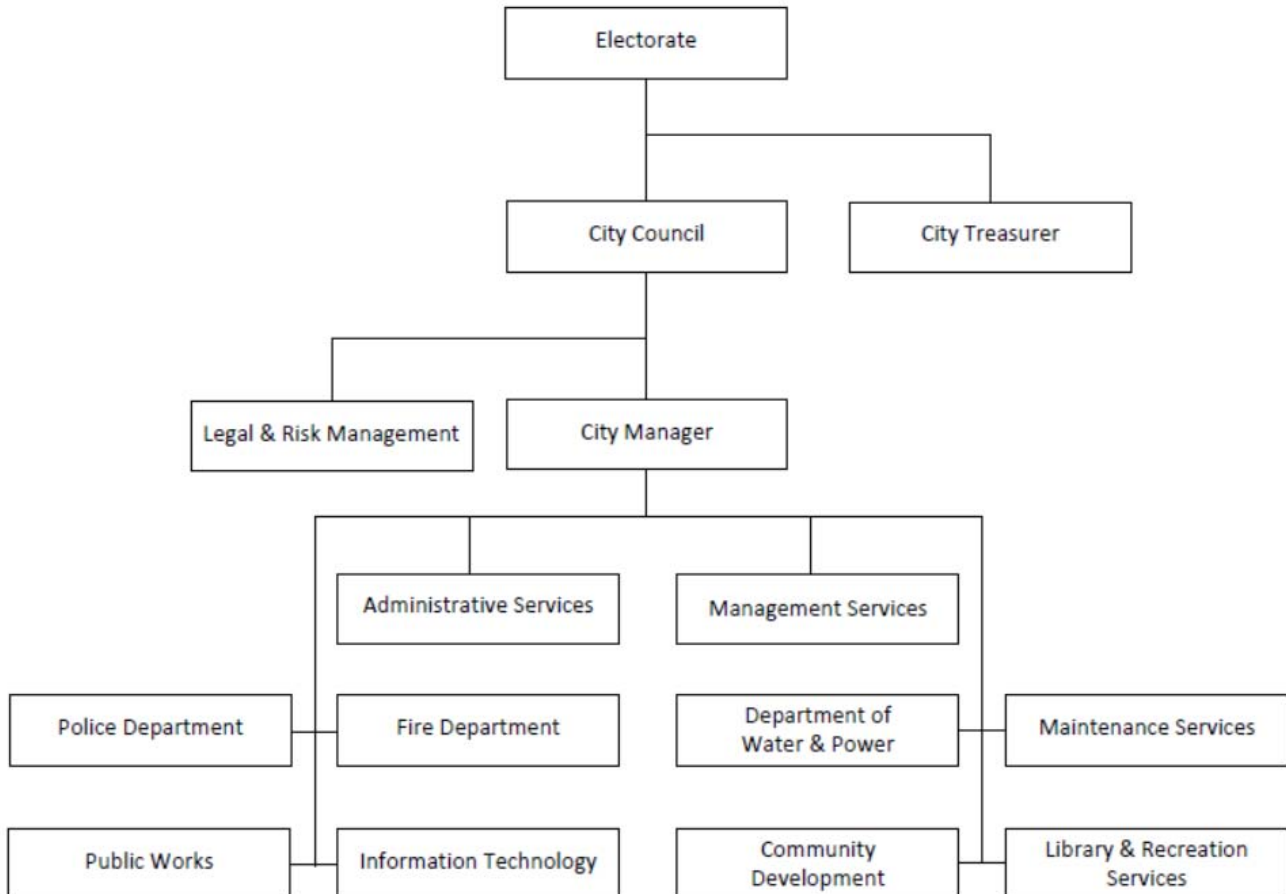 Electorate
City Council
City Treasurer
Legal & Risk Management
City Manager
Administrative Services
Management Services
Police Department
Fire Department
Department of
Water & Power
Maintenance Services
Public Works
Information Technology
Community
Development
Library & Recreation
Services